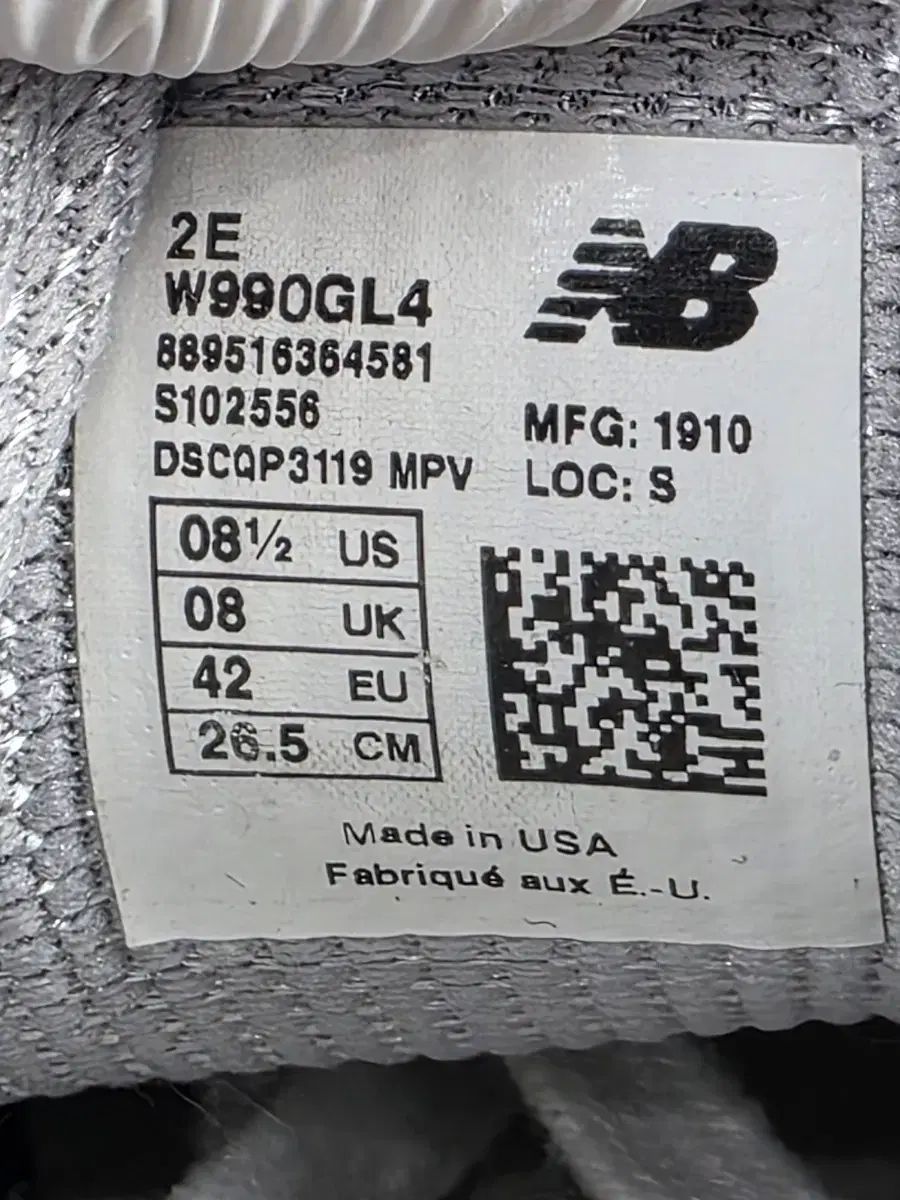 2E
W990GL4
889516364581
S102556
DSCQP3119 MPV
NB
MFG: 1910
LOC: S
08½ US
08 UK
42 EU
26.5 CM
Made in USA
Fabriqué aux É.-U.